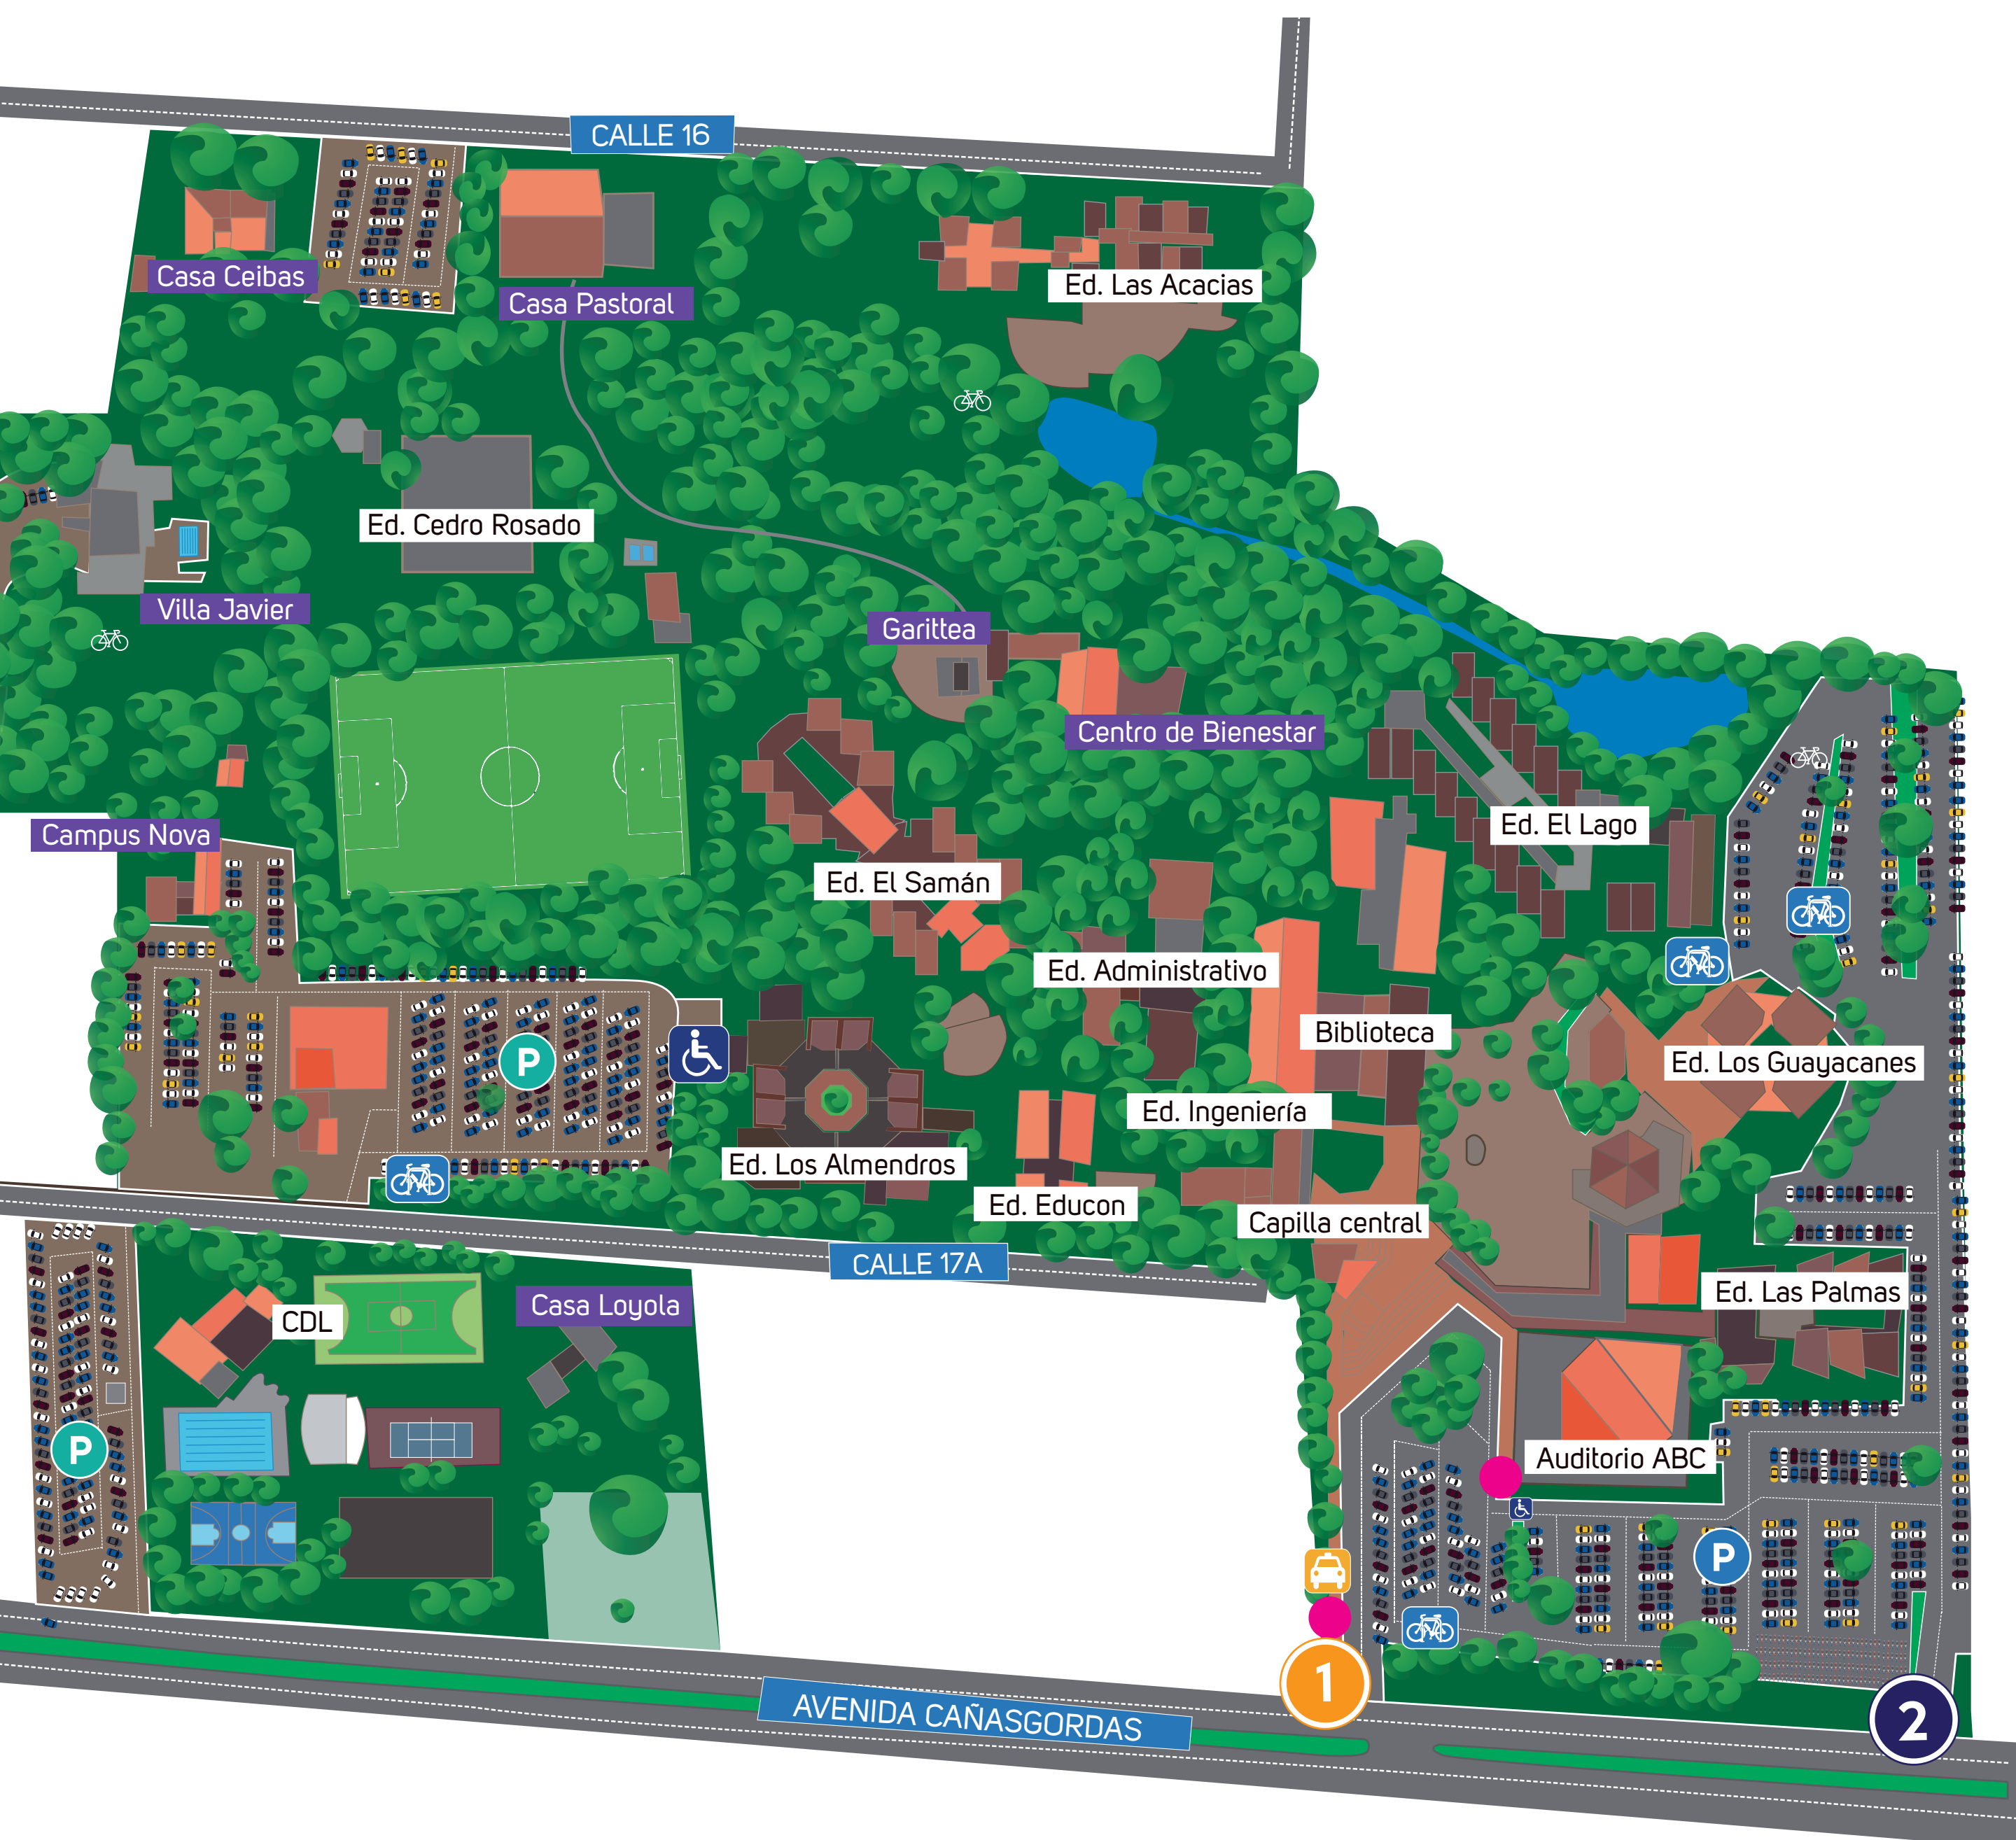 CALLE 16
Casa Ceibas
Casa Pastoral
Ed. Las Acacias
Ed. Cedro Rosado
Villa Javier
Garittea
Centro de Bienestar
Campus Nova
Ed. El Lago
Ed. El Samán
Ed. Administrativo
Biblioteca
Ed. Los Guayacanes
P
Ed. Ingeniería
Ed. Los Almendros
Ed. Educon
Capilla central
CALLE 17A
Ed. Las Palmas
Casa Loyola
CDL
P
Auditorio ABC
P
1
2
AVENIDA CAÑASGORDAS